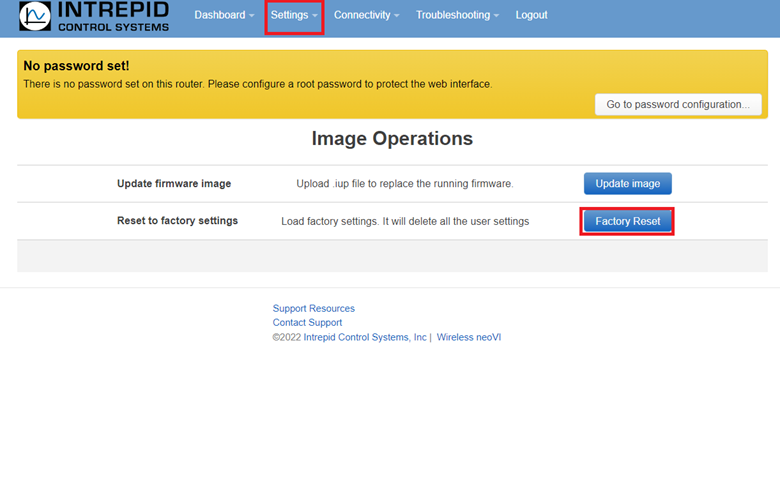 INTREPID
CONTROL SYSTEMS
Dashboard Settings Connectivity Troubleshooting Logout
No password set!
There is no password set on this router. Please configure a root password to protect the web interface.
Go to password configuration...
Image Operations
Update firmware image Upload .iup file to replace the running firmware. Update image
Reset to factory settings Load factory settings. It will delete all the user settings Factory Reset
Support Resources
Contact Support
©2022 Intrepid Control Systems, Inc | Wireless neoVI